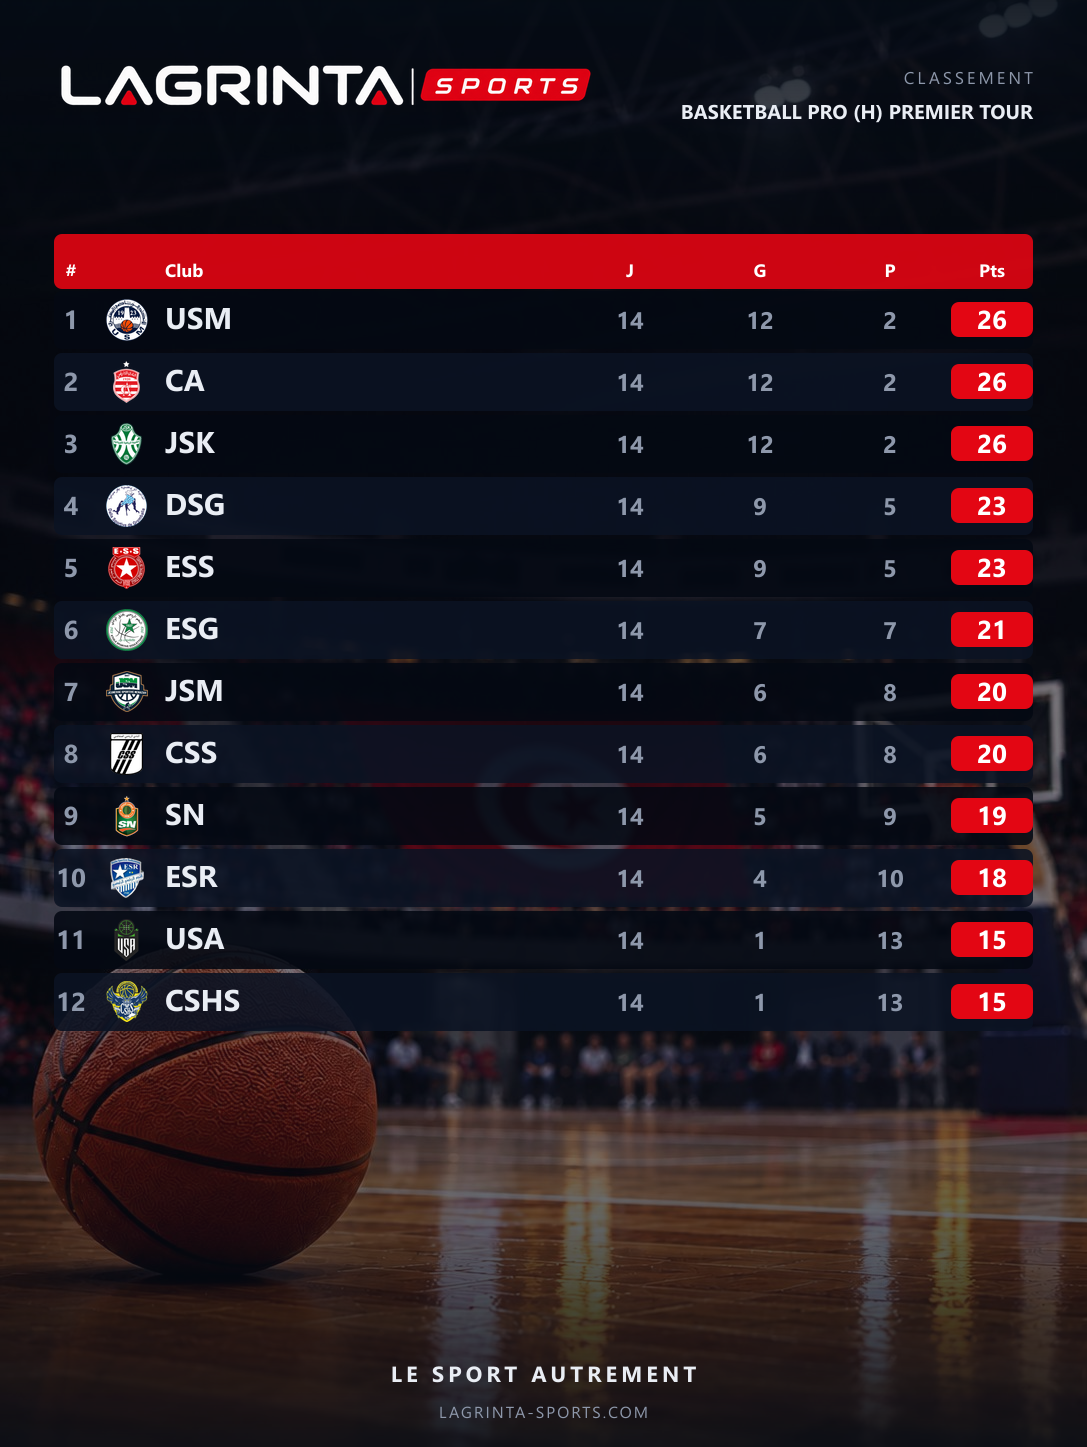 LAGRINTA SPORTS
CLASSEMENT
BASKETBALL PRO (H) PREMIER TOUR
# Club J G P Pts
1 USM 14 12 2 26
2 CA 14 12 2 26
3 JSK 14 12 2 26
4 DSG 14 9 5 23
5 ESS 14 9 5 23
6 ESG 14 7 7 21
7 JSM 14 6 8 20
8 CSS 14 6 8 20
9 SN 14 5 9 19
10 ESR 14 4 10 18
11 USA 14 1 13 15
12 CSHS 14 1 13 15
LE SPORT AUTREMENT
LAGRINTA-SPORTS.COM